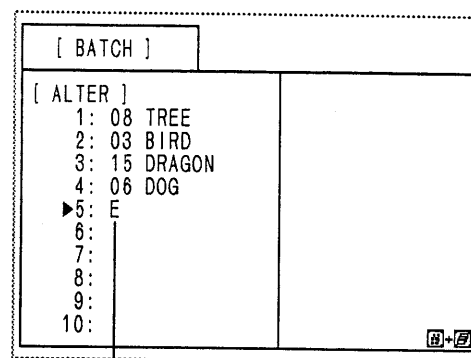 [ BATCH ]
[ ALTER ]
1: 08 TREE
2: 03 BIRD
3: 15 DRAGON
4: 06 DOG
▶5: E
6:
7:
8:
9:
10: